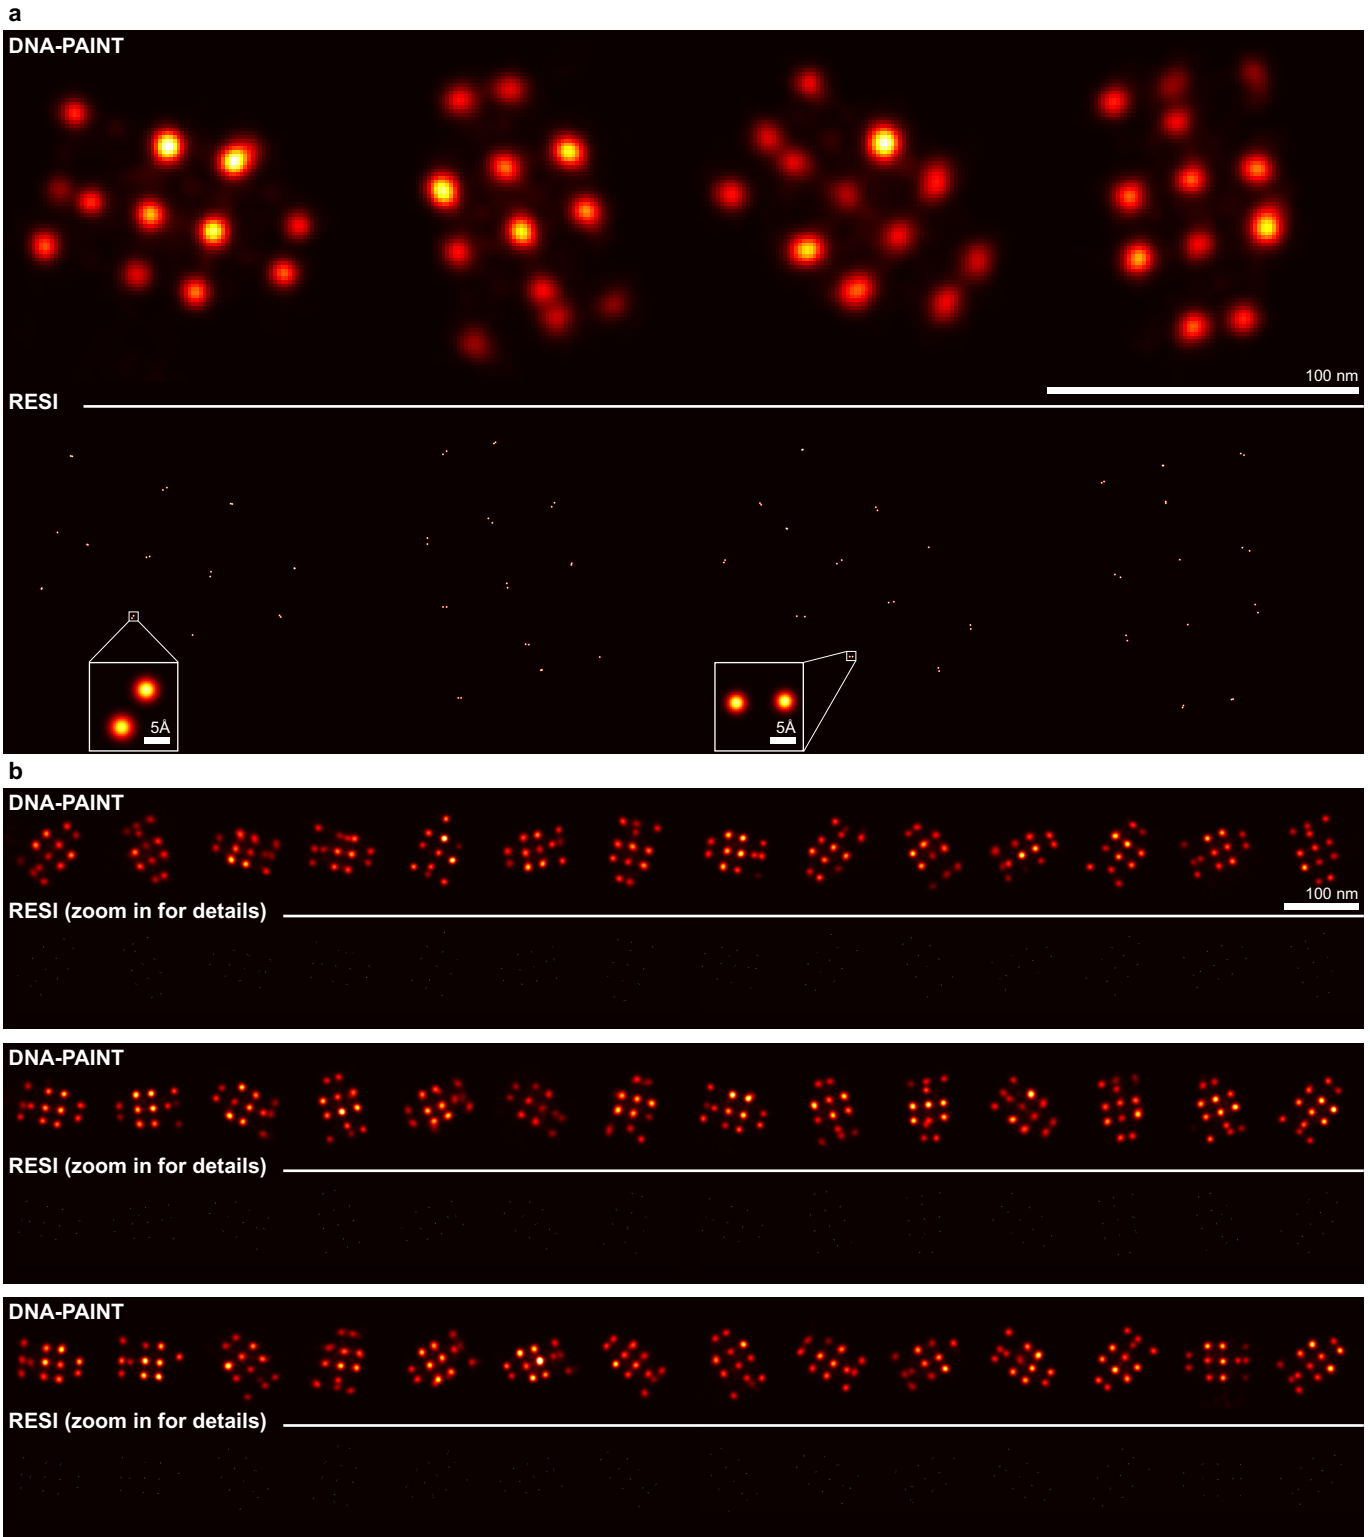 a
DNA-PAINT
100 nm
RESI
5Å
5Å
b
DNA-PAINT
100 nm
RESI (zoom in for details)
DNA-PAINT
RESI (zoom in for details)
DNA-PAINT
RESI (zoom in for details)